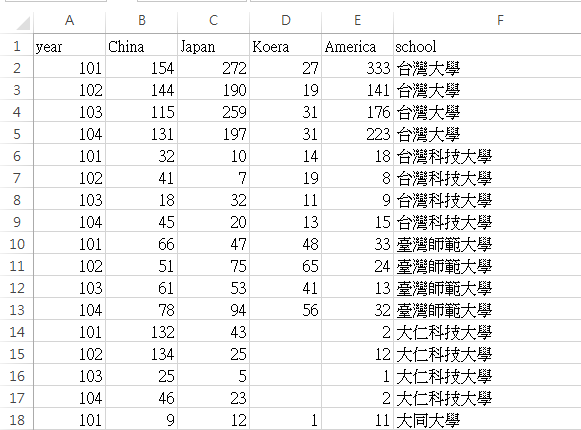 A B C D E F
1 year China Japan Koera America school
2 101 154 272 27 333 台灣大學
3 102 144 190 19 141 台灣大學
4 103 115 259 31 176 台灣大學
5 104 131 197 31 223 台灣大學
6 101 32 10 14 18 台灣科技大學
7 102 41 7 19 8 台灣科技大學
8 103 18 32 11 9 台灣科技大學
9 104 45 20 13 15 台灣科技大學
10 101 66 47 48 33 臺灣師範大學
11 102 51 75 65 24 臺灣師範大學
12 103 61 53 41 13 臺灣師範大學
13 104 78 94 56 32 臺灣師範大學
14 101 132 43 2 大仁科技大學
15 102 134 25 12 大仁科技大學
16 103 25 5 1 大仁科技大學
17 104 46 23 2 大仁科技大學
18 101 9 12 1 11 大同大學